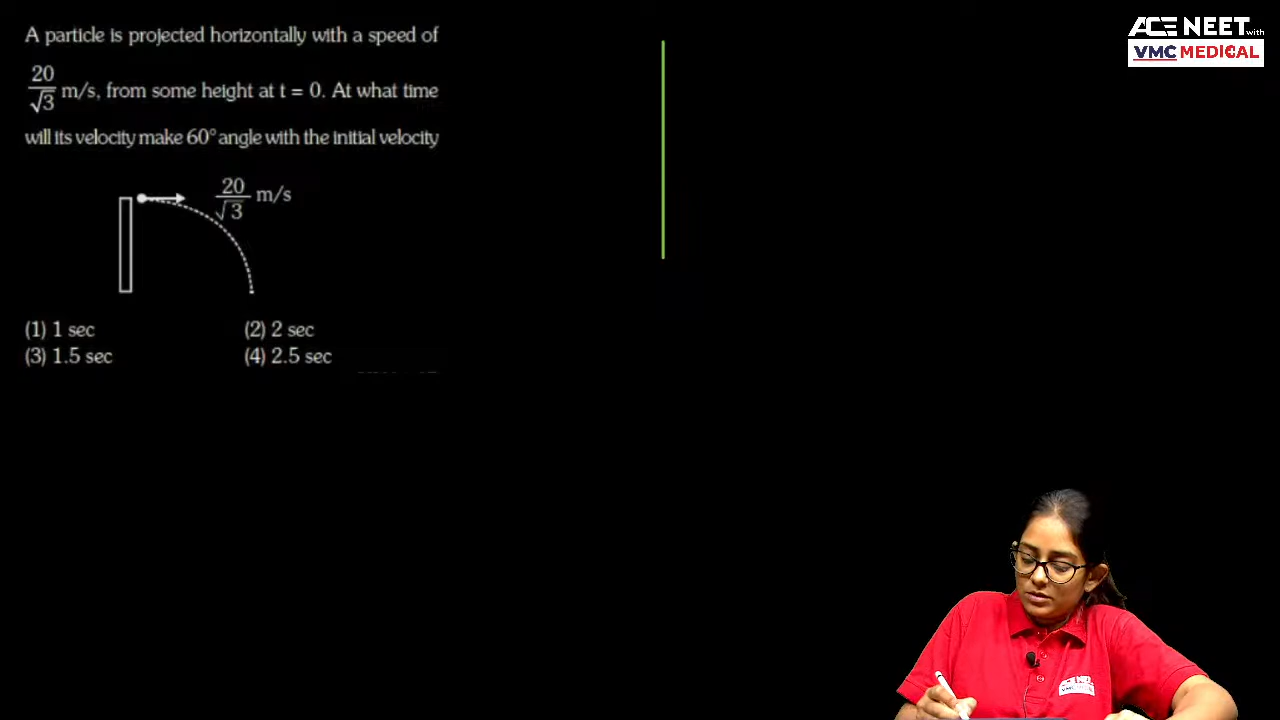 A particle is projected horizontally with a speed of
20/√3 m/s, from some height at t = 0. At what time
will its velocity make 60° angle with the initial velocity
20/√3 m/s
(1) 1 sec (2) 2 sec
(3) 1.5 sec (4) 2.5 sec
ACE NEET with
VMC MEDICAL